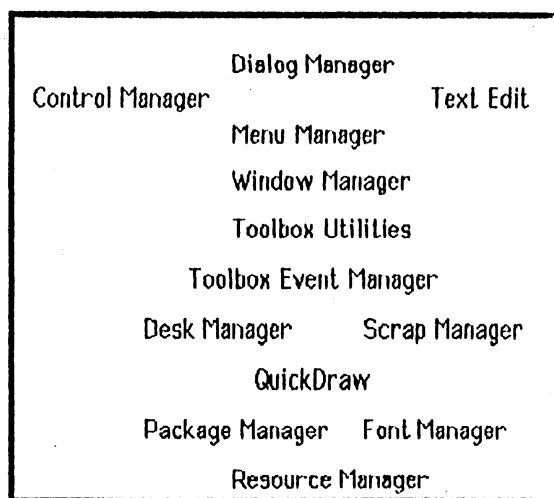 Dialog Manager
Control Manager Text Edit
Menu Manager
Window Manager
Toolbox Utilities
Toolbox Event Manager
Desk Manager Scrap Manager
QuickDraw
Package Manager Font Manager
Resource Manager